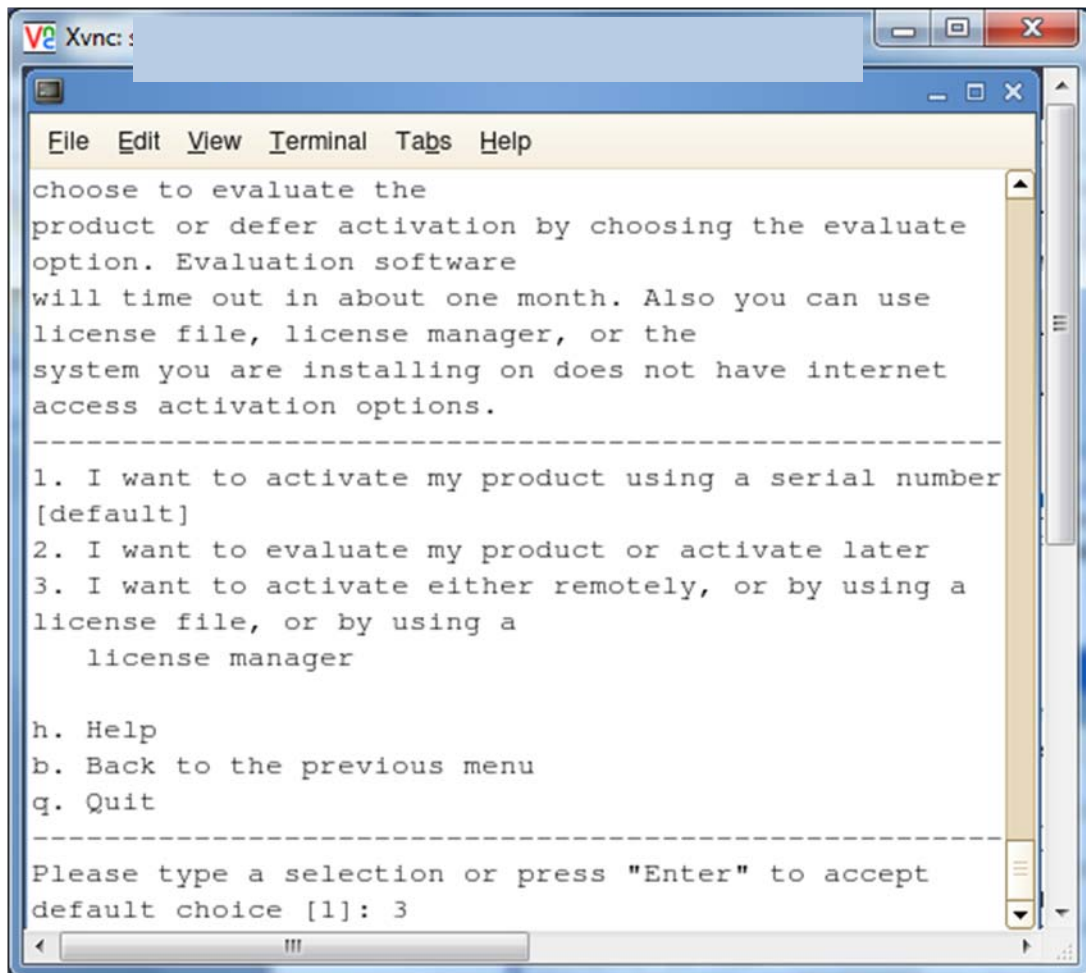 Xvnc:
File Edit View Terminal Tabs Help
choose to evaluate the
product or defer activation by choosing the evaluate
option. Evaluation software
will time out in about one month. Also you can use
license file, license manager, or the
system you are installing on does not have internet
access activation options.
------------------------------------------------------
1. I want to activate my product using a serial number
[default]
2. I want to evaluate my product or activate later
3. I want to activate either remotely, or by using a
license file, or by using a
   license manager
h. Help
b. Back to the previous menu
q. Quit
------------------------------------------------------
Please type a selection or press "Enter" to accept
default choice [1]: 3